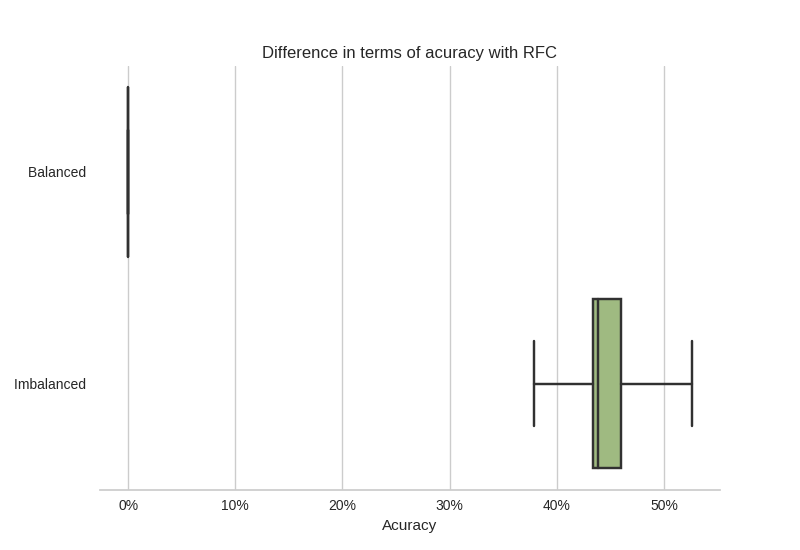 Difference in terms of acuracy with RFC
Balanced
Imbalanced
0% 10% 20% 30% 40% 50%
Acuracy